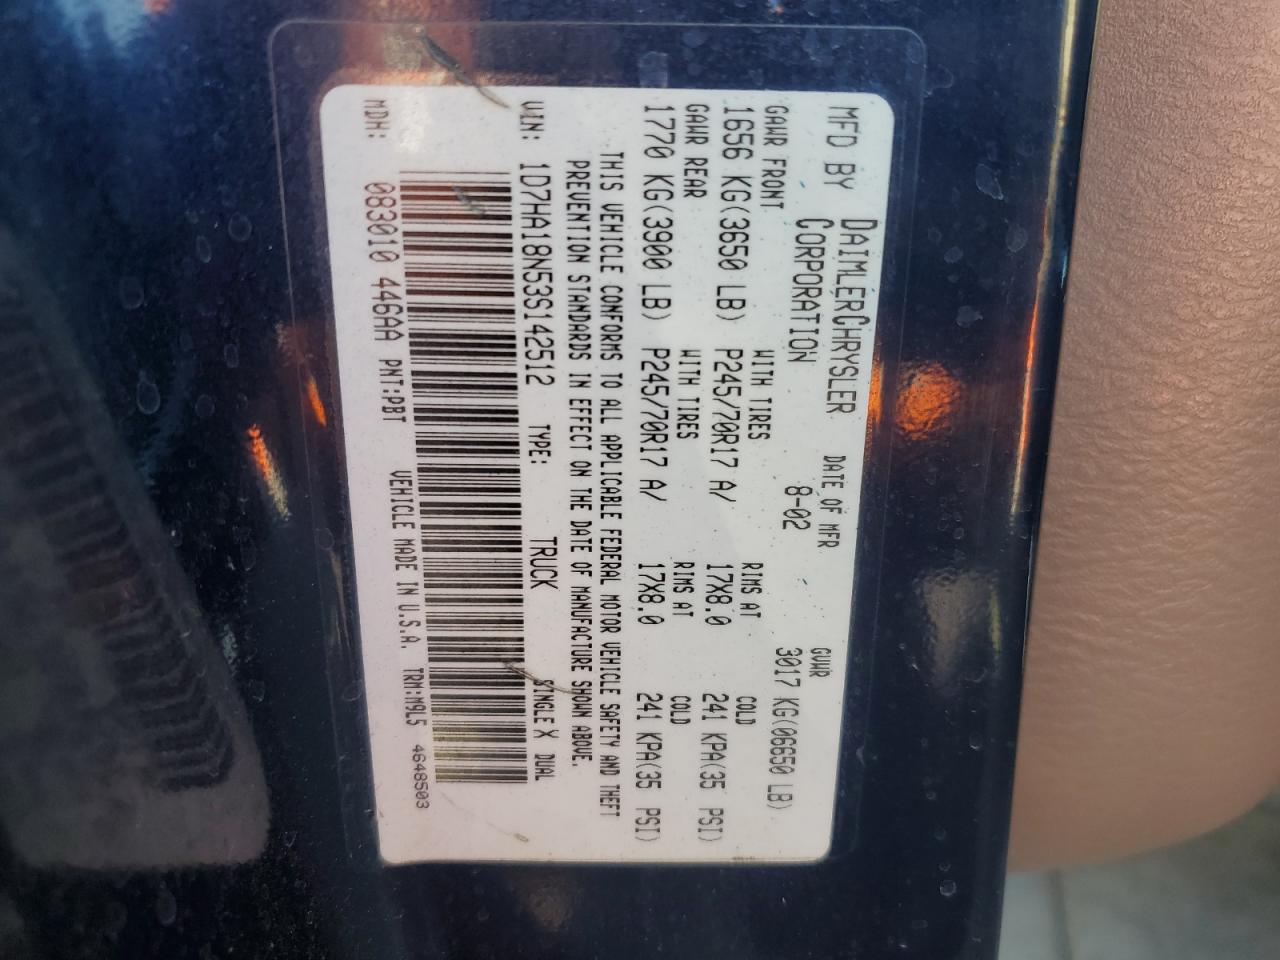 MFD BY DAIMLERCHRYSLER CORPORATION DATE OF MFR 8-02 GVWR 3017 KG(06650 LB)
GAWR FRONT WITH TIRES RIMS AT COLD
1656 KG(3650 LB) P245/70R17 A/ 17X8.0 241 KPA(35 PSI)
GAWR REAR WITH TIRES RIMS AT COLD
1770 KG(3900 LB) P245/70R17 A/ 17X8.0 241 KPA(35 PSI)
THIS VEHICLE CONFORMS TO ALL APPLICABLE FEDERAL MOTOR VEHICLE SAFETY AND THEFT
PREVENTION STANDARDS IN EFFECT ON THE DATE OF MANUFACTURE SHOWN ABOVE.
VIN: 1D7HA18N53S142512 TYPE: TRUCK SINGLE X DUAL
MDH: 083010 446AA PNT:PBT VEHICLE MADE IN U.S.A. TRM:M9L5 4648503